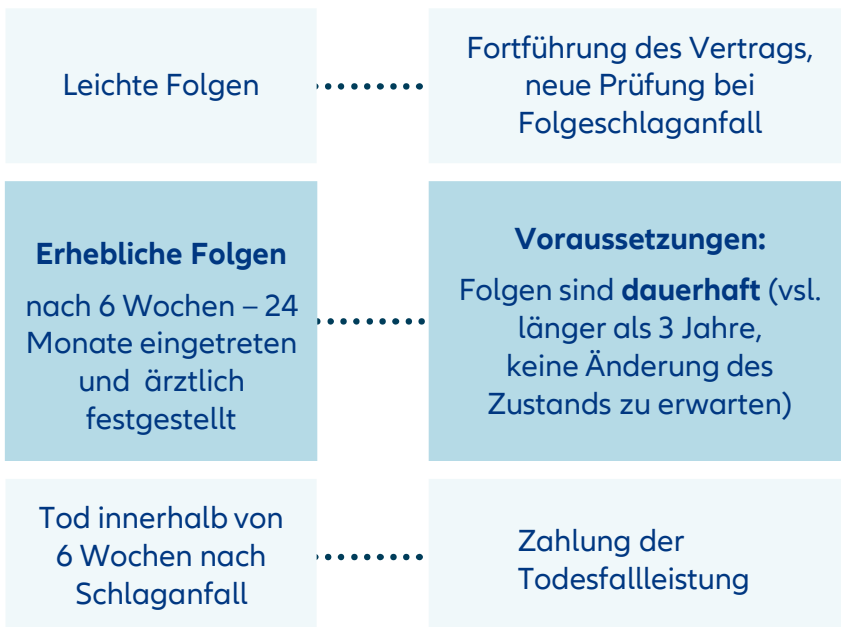 Leichte Folgen
Fortführung des Vertrags,
neue Prüfung bei
Folgeschlaganfall
Erhebliche Folgen
nach 6 Wochen – 24
Monate eingetreten
und ärztlich
festgestellt
Voraussetzungen:
Folgen sind dauerhaft (vsl.
länger als 3 Jahre,
keine Änderung des
Zustands zu erwarten)
Tod innerhalb von
6 Wochen nach
Schlaganfall
Zahlung der
Todesfallleistung